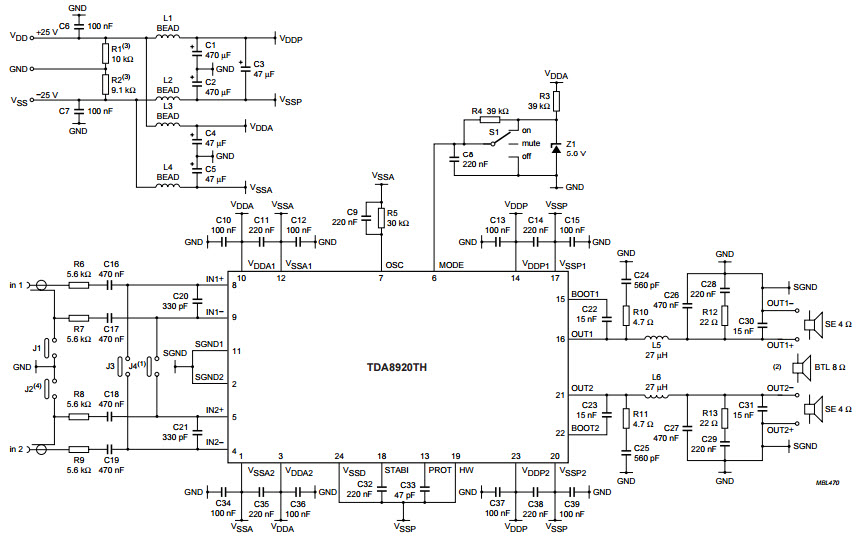 GND
C6 100 nF
VDD +25 V
L1
BEAD
VDDP
R1(3)
10 kΩ
C1
470 μF
GND
GND
C3
47 μF
R2(3)
9.1 kΩ
C2
470 μF
VSS −25 V
L2
BEAD
VSSP
C7 100 nF
GND
L3
BEAD
VDDA
C4
47 μF
GND
C5
47 μF
L4
BEAD
VSSA
VDDA
R3
39 kΩ
R4 39 kΩ
S1
on
mute
off
C8
220 nF
Z1
5.6 V
GND
VSSA
C9
220 nF
R5
30 kΩ
VDDA VSSA
C10
100 nF
C11
220 nF
C12
100 nF
GND GND
VDDP VSSP
C13
100 nF
C14
220 nF
C15
100 nF
GND GND
VDDA1 VSSA1 OSC MODE VDDP1 VSSP1
10 12 7 6 14 17
in 1
R6
5.6 kΩ
C16
470 nF
IN1+
8
C20
330 pF
R7
5.6 kΩ
C17
470 nF
IN1−
9
J1
GND
J2(4)
J3
J4(1)
SGND
SGND1
11
SGND2
2
R8
5.6 kΩ
C18
470 nF
IN2+
5
C21
330 pF
in 2
R9
5.6 kΩ
C19
470 nF
IN2−
4
TDA8920TH
15
BOOT1
C22
15 nF
16
OUT1
21
OUT2
C23
15 nF
22
BOOT2
GND
C24
560 pF
R10
4.7 Ω
L5
27 μH
GND
C26
470 nF
C28
220 nF
R12
22 Ω
C30
15 nF
SGND
OUT1−
OUT1+
SE 4 Ω
(2)
BTL 8 Ω
L6
27 μH
R11
4.7 Ω
C25
560 pF
GND
C27
470 nF
R13
22 Ω
C29
220 nF
C31
15 nF
OUT2−
OUT2+
SE 4 Ω
SGND
GND
1 3 24 18 13 19 23 20
VSSA2 VDDA2 VSSD STABI PROT HW VDDP2 VSSP2
GND GND
C34
100 nF
C35
220 nF
C36
100 nF
VSSA VDDA
C32
220 nF
C33
47 pF
VSSP
GND GND
C37
100 nF
C38
220 nF
C39
100 nF
VDDP VSSP
MBL470